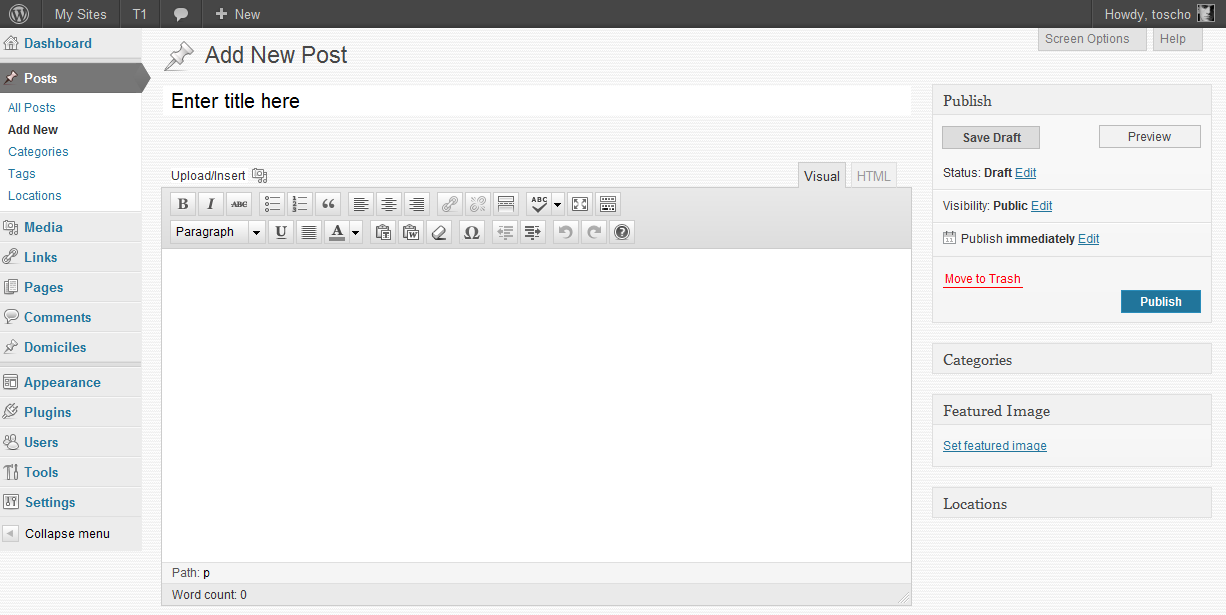 My Sites T1 New Howdy, toscho
Screen Options Help
Dashboard
Posts
All Posts
Add New
Categories
Tags
Locations
Media
Links
Pages
Comments
Domiciles
Appearance
Plugins
Users
Tools
Settings
Collapse menu
Add New Post
Enter title here
Upload/Insert Visual HTML
B I ABC ABC
Paragraph U A
Path: p
Word count: 0
Publish
Save Draft Preview
Status: Draft Edit
Visibility: Public Edit
Publish immediately Edit
Move to Trash
Publish
Categories
Featured Image
Set featured image
Locations